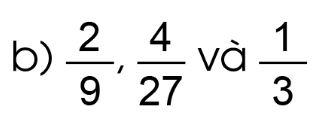 b) 2/9, 4/27 và 1/3